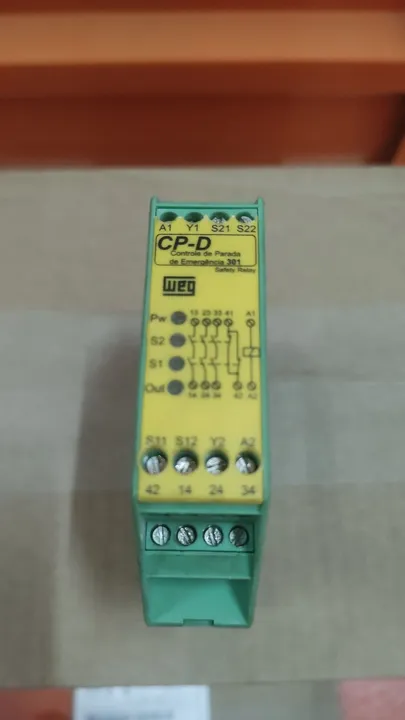 A1 Y1 S21 S22
CP-D
Controle de Parada
de Emergência 301
Safety Relay
WEG
13 23 33 41 A1
Pw
S2
S1
Out
14 24 34 42 A2
S11 S12 Y2 A2
42 14 24 34